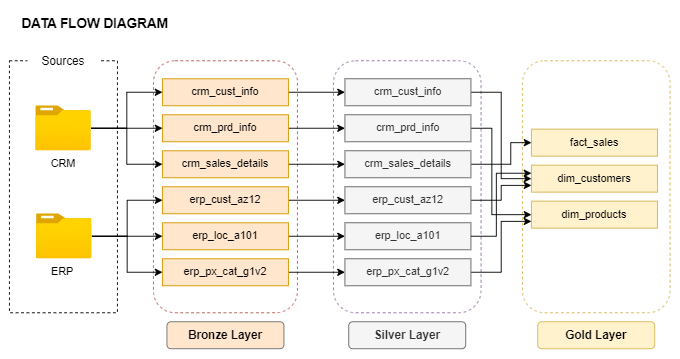 DATA FLOW DIAGRAM
Sources
CRM
ERP
crm_cust_info
crm_prd_info
crm_sales_details
erp_cust_az12
erp_loc_a101
erp_px_cat_g1v2
Bronze Layer
crm_cust_info
crm_prd_info
crm_sales_details
erp_cust_az12
erp_loc_a101
erp_px_cat_g1v2
Silver Layer
fact_sales
dim_customers
dim_products
Gold Layer